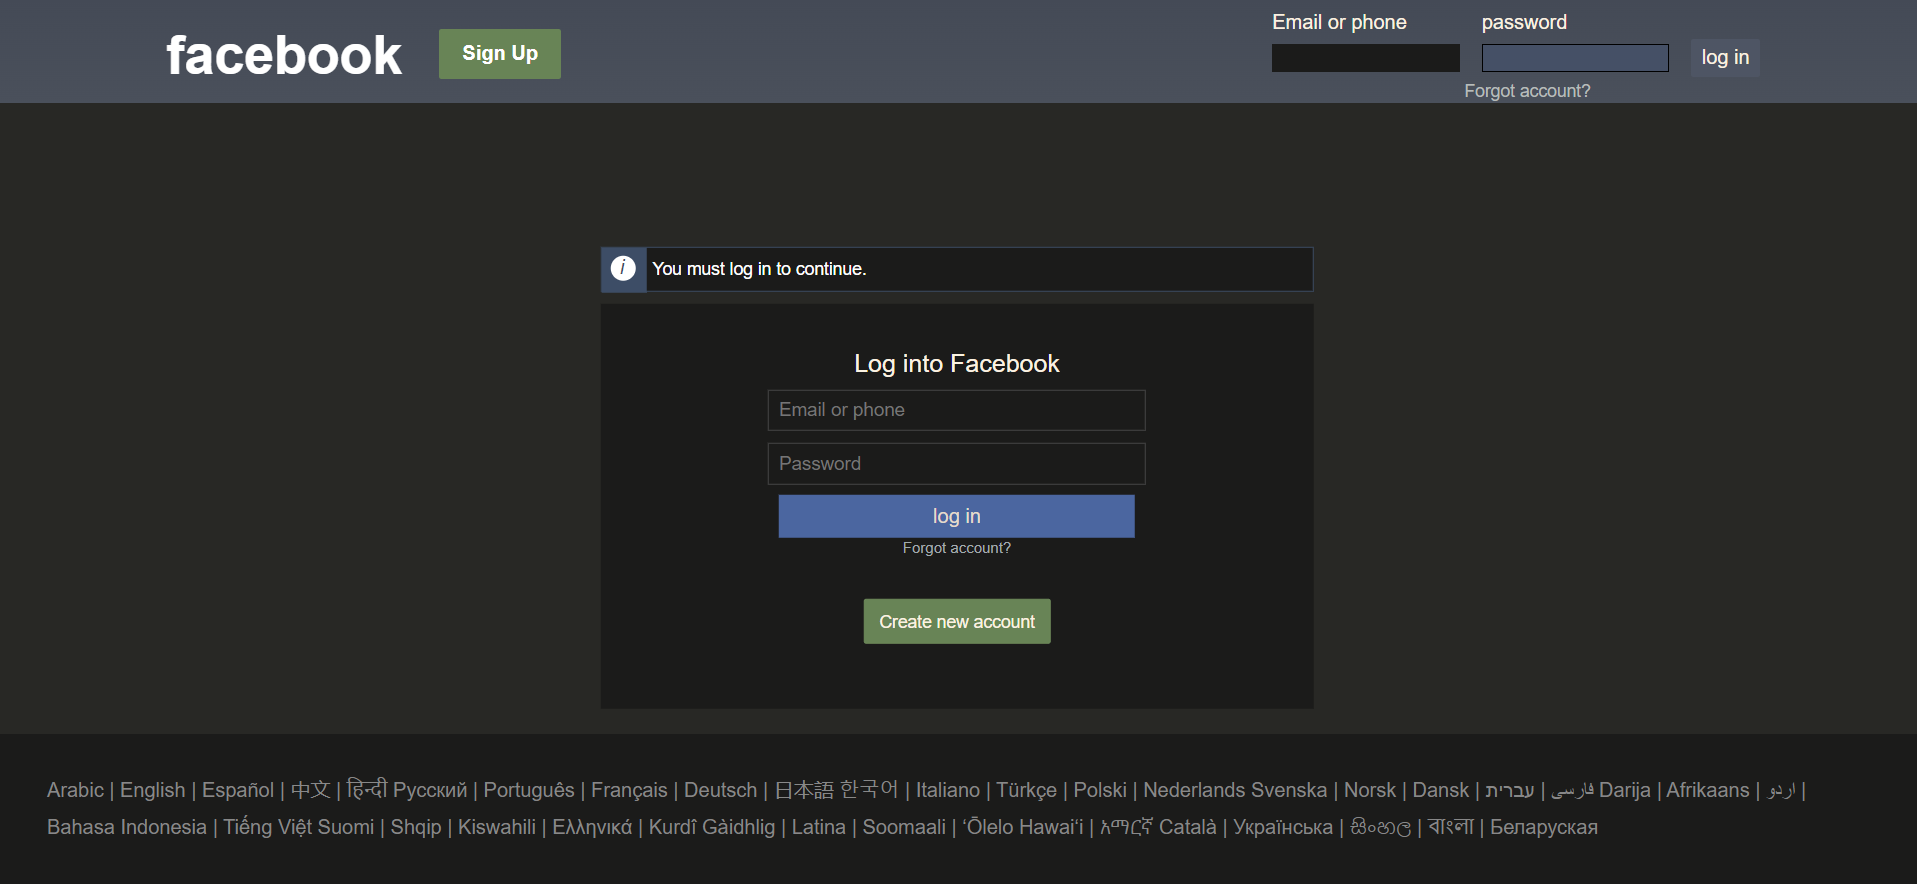 facebook
Sign Up
Email or phone
password
log in
Forgot account?
i You must log in to continue.
Log into Facebook
Email or phone
Password
log in
Forgot account?
Create new account
Arabic | English | Español | 中文 | हिन्दी Русский | Português | Français | Deutsch | 日本語 한국어 | Italiano | Türkçe | Polski | Nederlands Svenska | Norsk | Dansk | עברית | فارسی Darija | Afrikaans | اردو |
Bahasa Indonesia | Tiếng Việt Suomi | Shqip | Kiswahili | Ελληνικά | Kurdî Gàidhlig | Latina | Soomaali | ʻŌlelo Hawaiʻi | አማርኛ Català | Українська | සිංහල | বাংলা | Беларуская